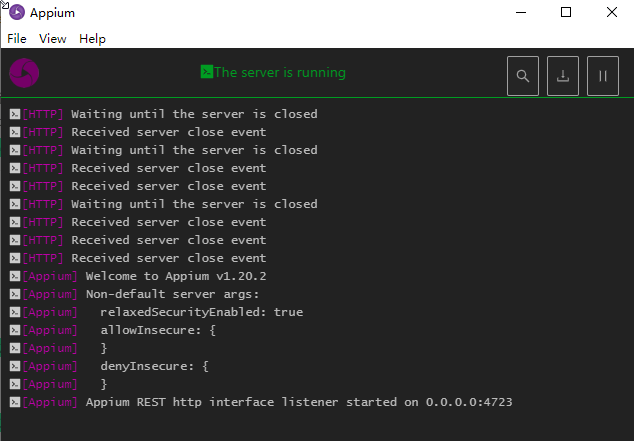 Appium
File View Help
The server is running
[HTTP] Waiting until the server is closed
[HTTP] Received server close event
[HTTP] Waiting until the server is closed
[HTTP] Received server close event
[HTTP] Received server close event
[HTTP] Waiting until the server is closed
[HTTP] Received server close event
[HTTP] Received server close event
[HTTP] Received server close event
[Appium] Welcome to Appium v1.20.2
[Appium] Non-default server args:
[Appium]   relaxedSecurityEnabled: true
[Appium]   allowInsecure: {
[Appium]   }
[Appium]   denyInsecure: {
[Appium]   }
[Appium] Appium REST http interface listener started on 0.0.0.0:4723